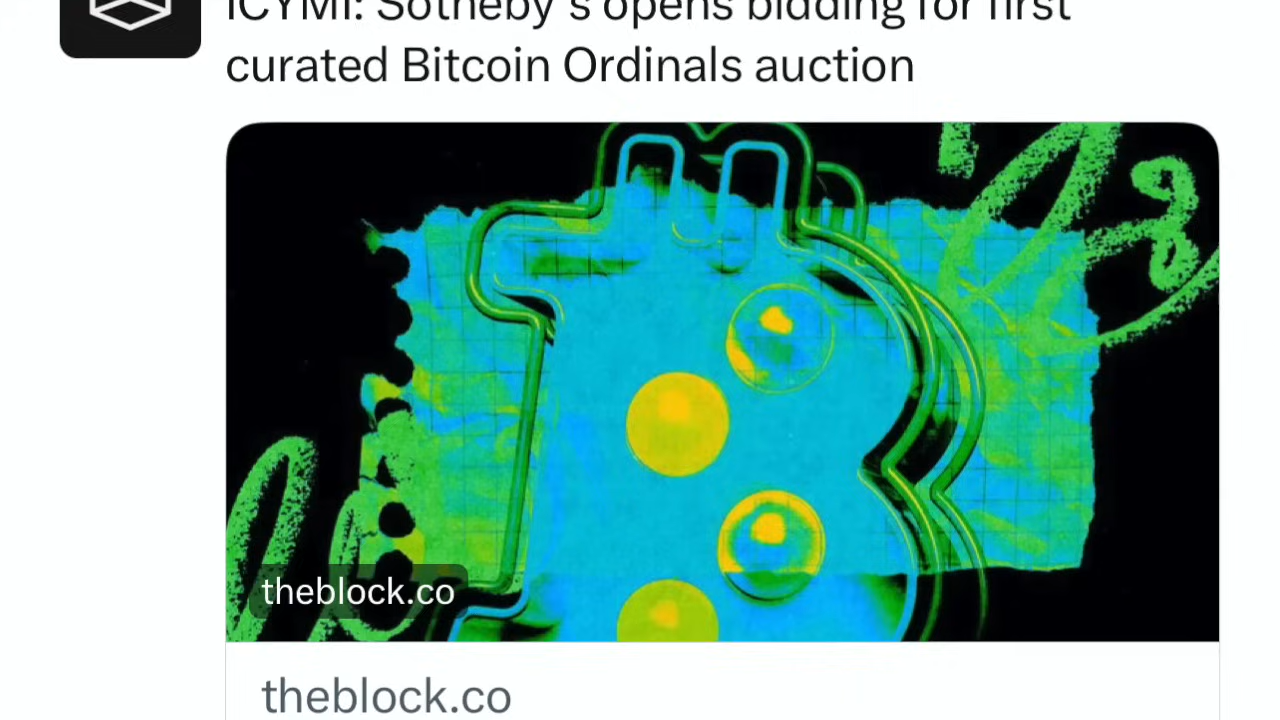 ICYMI: Sotheby's opens bidding for first
curated Bitcoin Ordinals auction
theblock.co
theblock.co